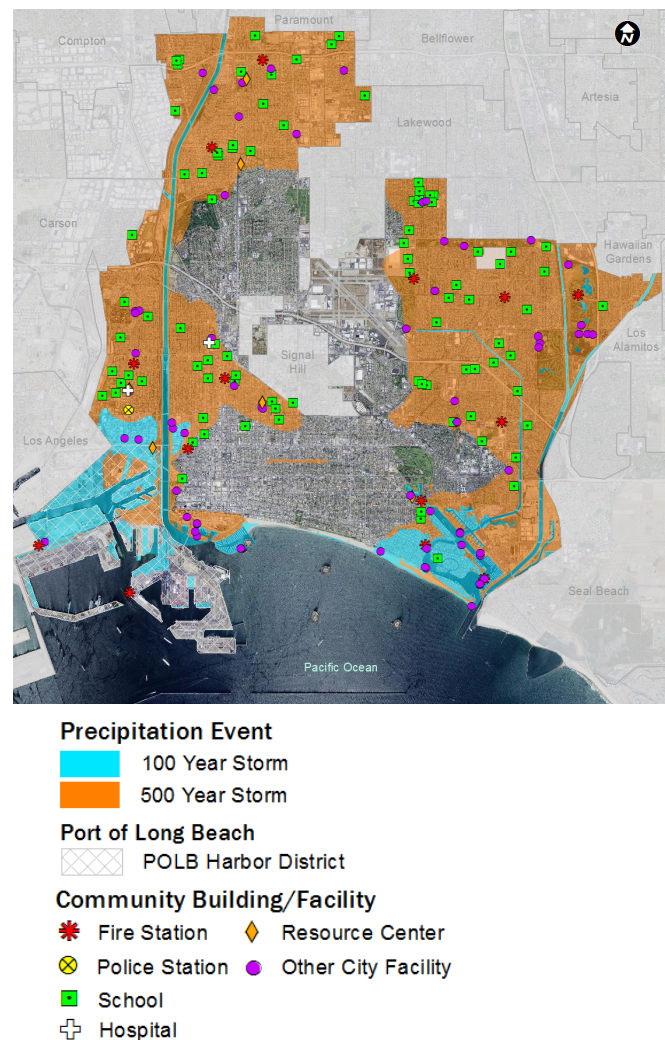 Paramount
Compton
Bellflower
N
Artesia
Lakewood
Carson
Hawaiian
Gardens
Los
Alamitos
Signal
Hill
Los Angeles
Seal Beach
Pacific Ocean
Precipitation Event
100 Year Storm
500 Year Storm
Port of Long Beach
POLB Harbor District
Community Building/Facility
Fire Station
Resource Center
Police Station
Other City Facility
School
Hospital